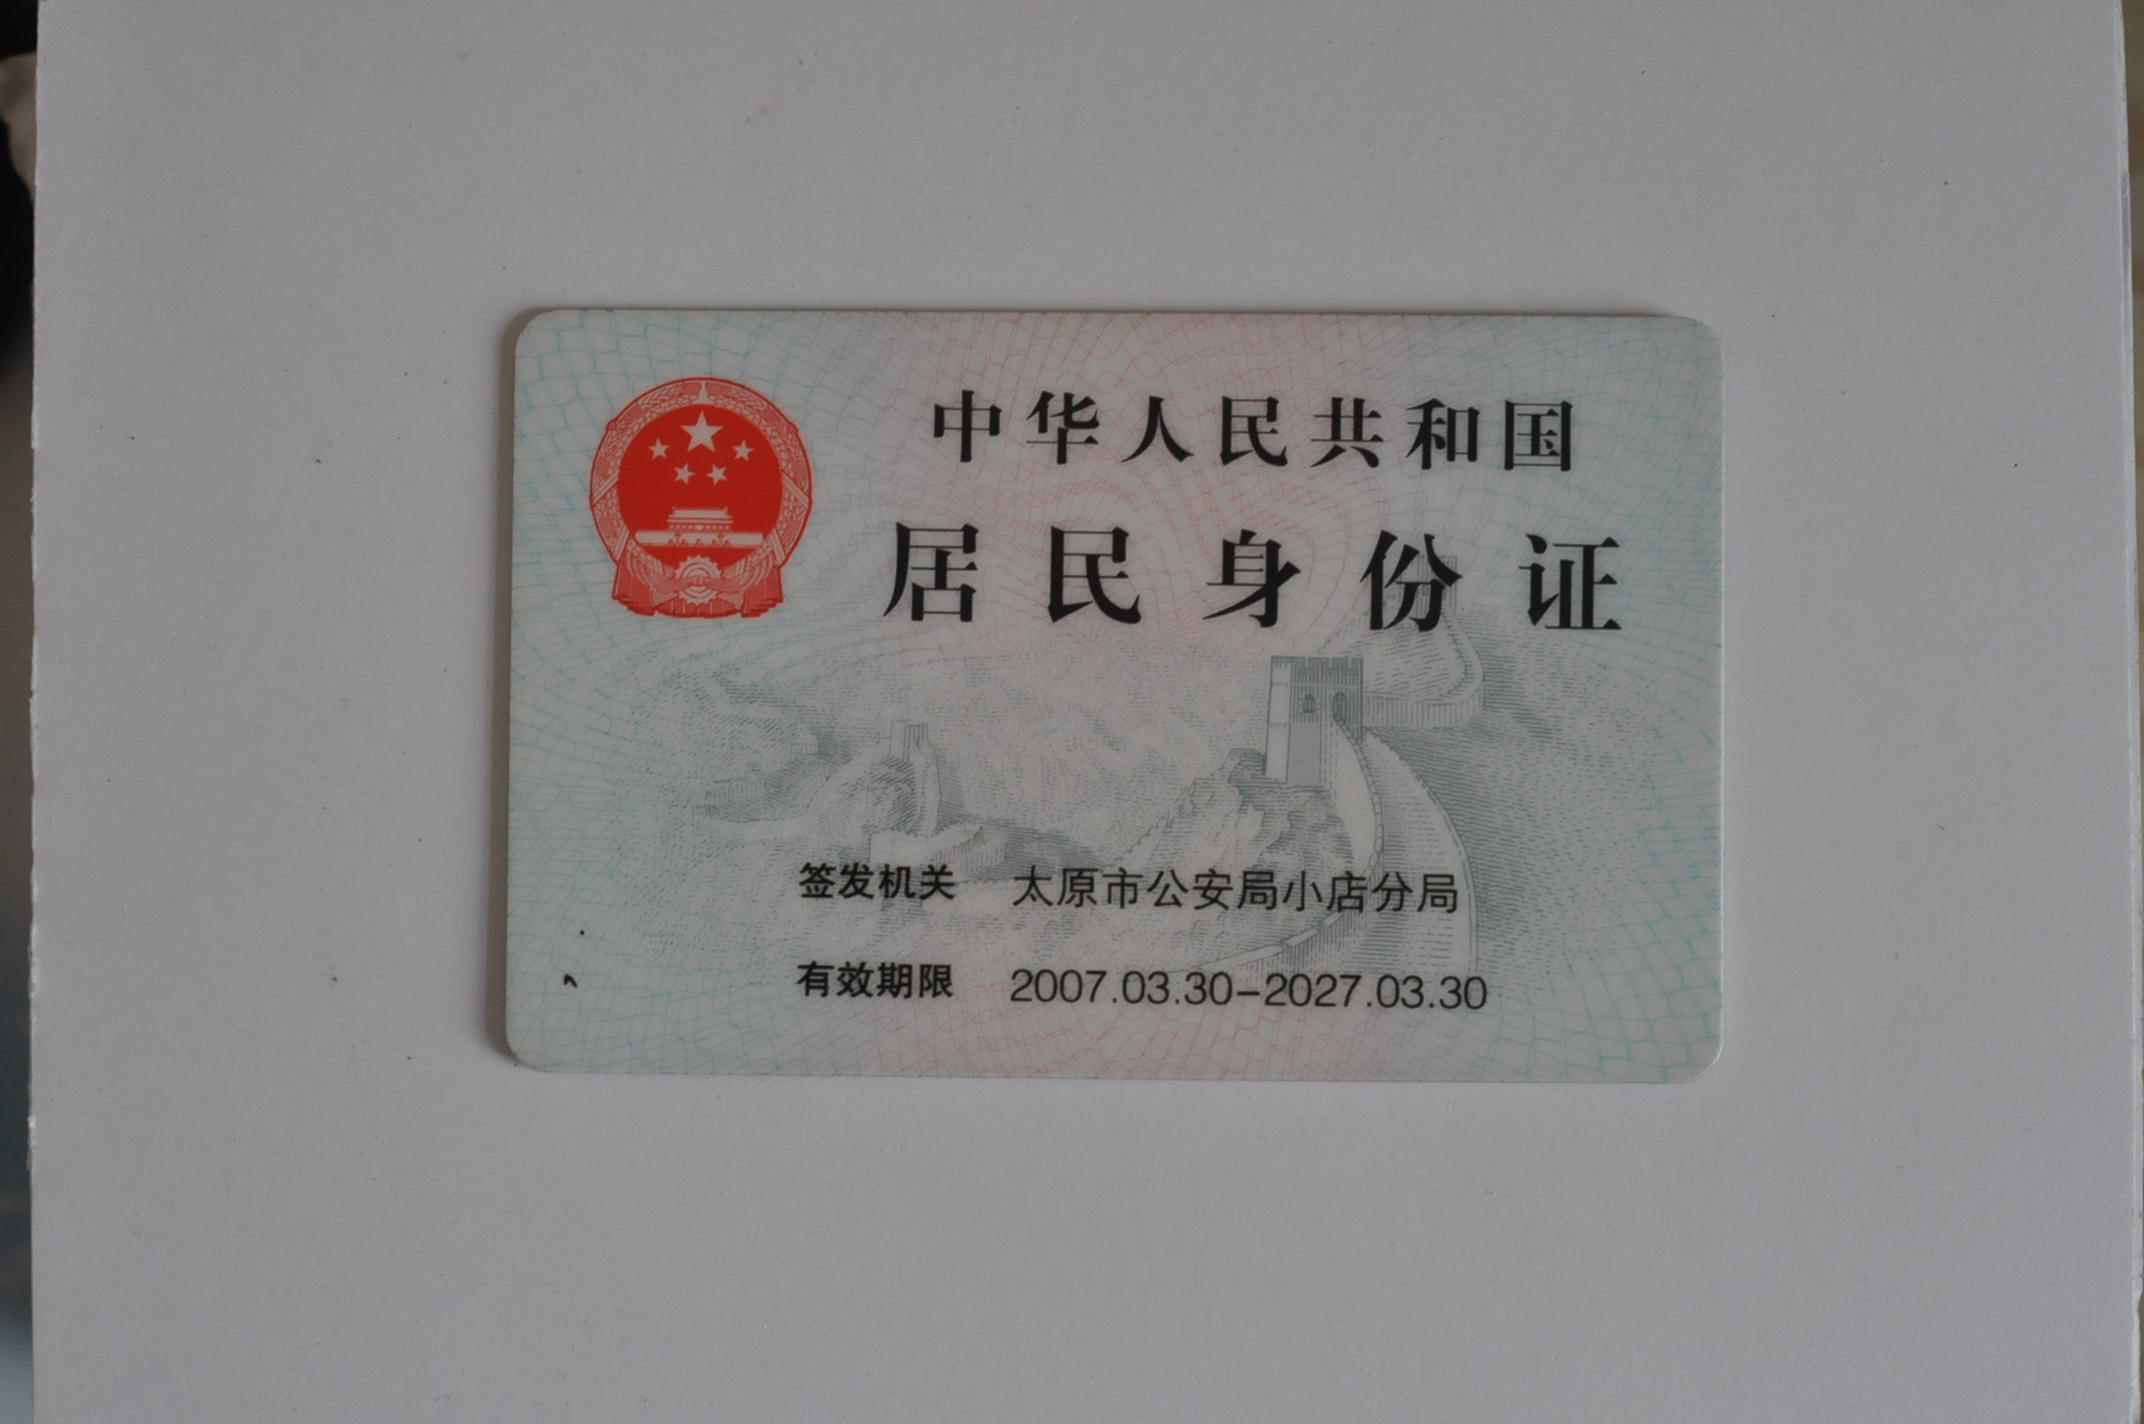 中华人民共和国
居民身份证
签发机关 太原市公安局小店分局
有效期限 2007.03.30-2027.03.30